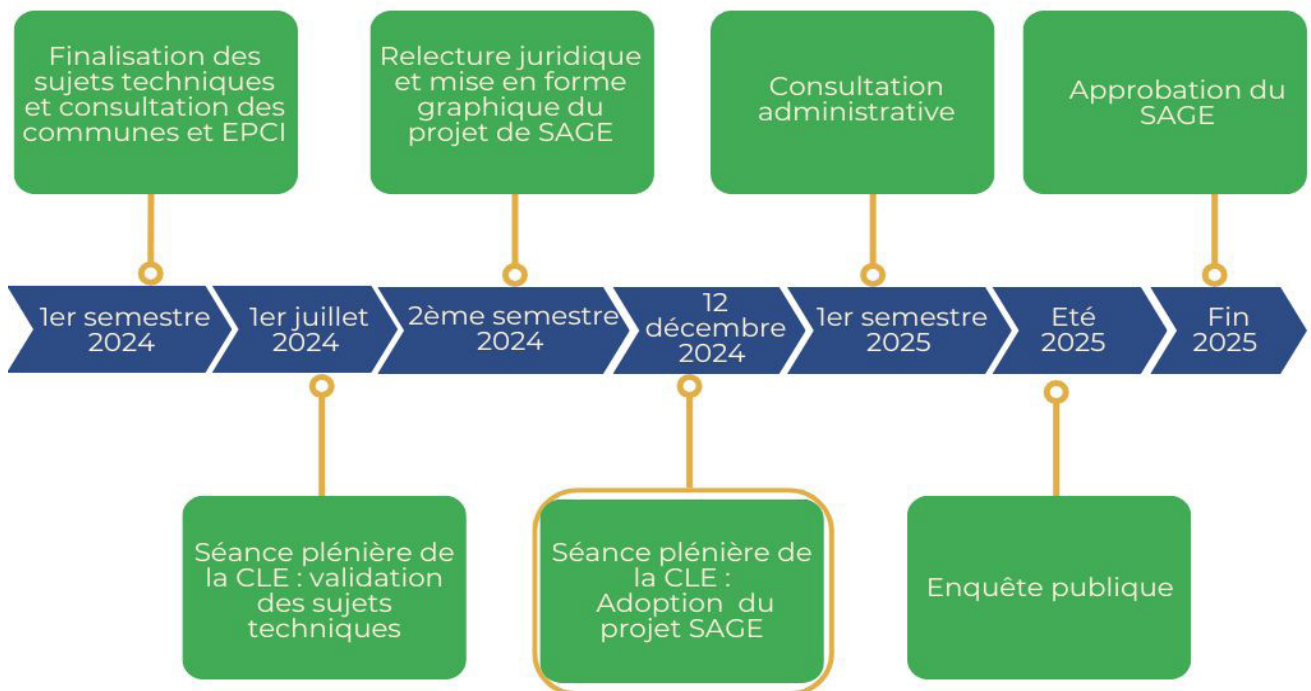 Finalisation des
sujets techniques
et consultation des
communes et EPCI
Relecture juridique
et mise en forme
graphique du
projet de SAGE
Consultation
administrative
Approbation du
SAGE
1er semestre
2024
1er juillet
2024
2ème semestre
2024
12
décembre
2024
1er semestre
2025
Eté
2025
Fin
2025
Séance plénière de
la CLE : validation
des sujets
techniques
Séance plénière de
la CLE :
Adoption du
projet SAGE
Enquête publique